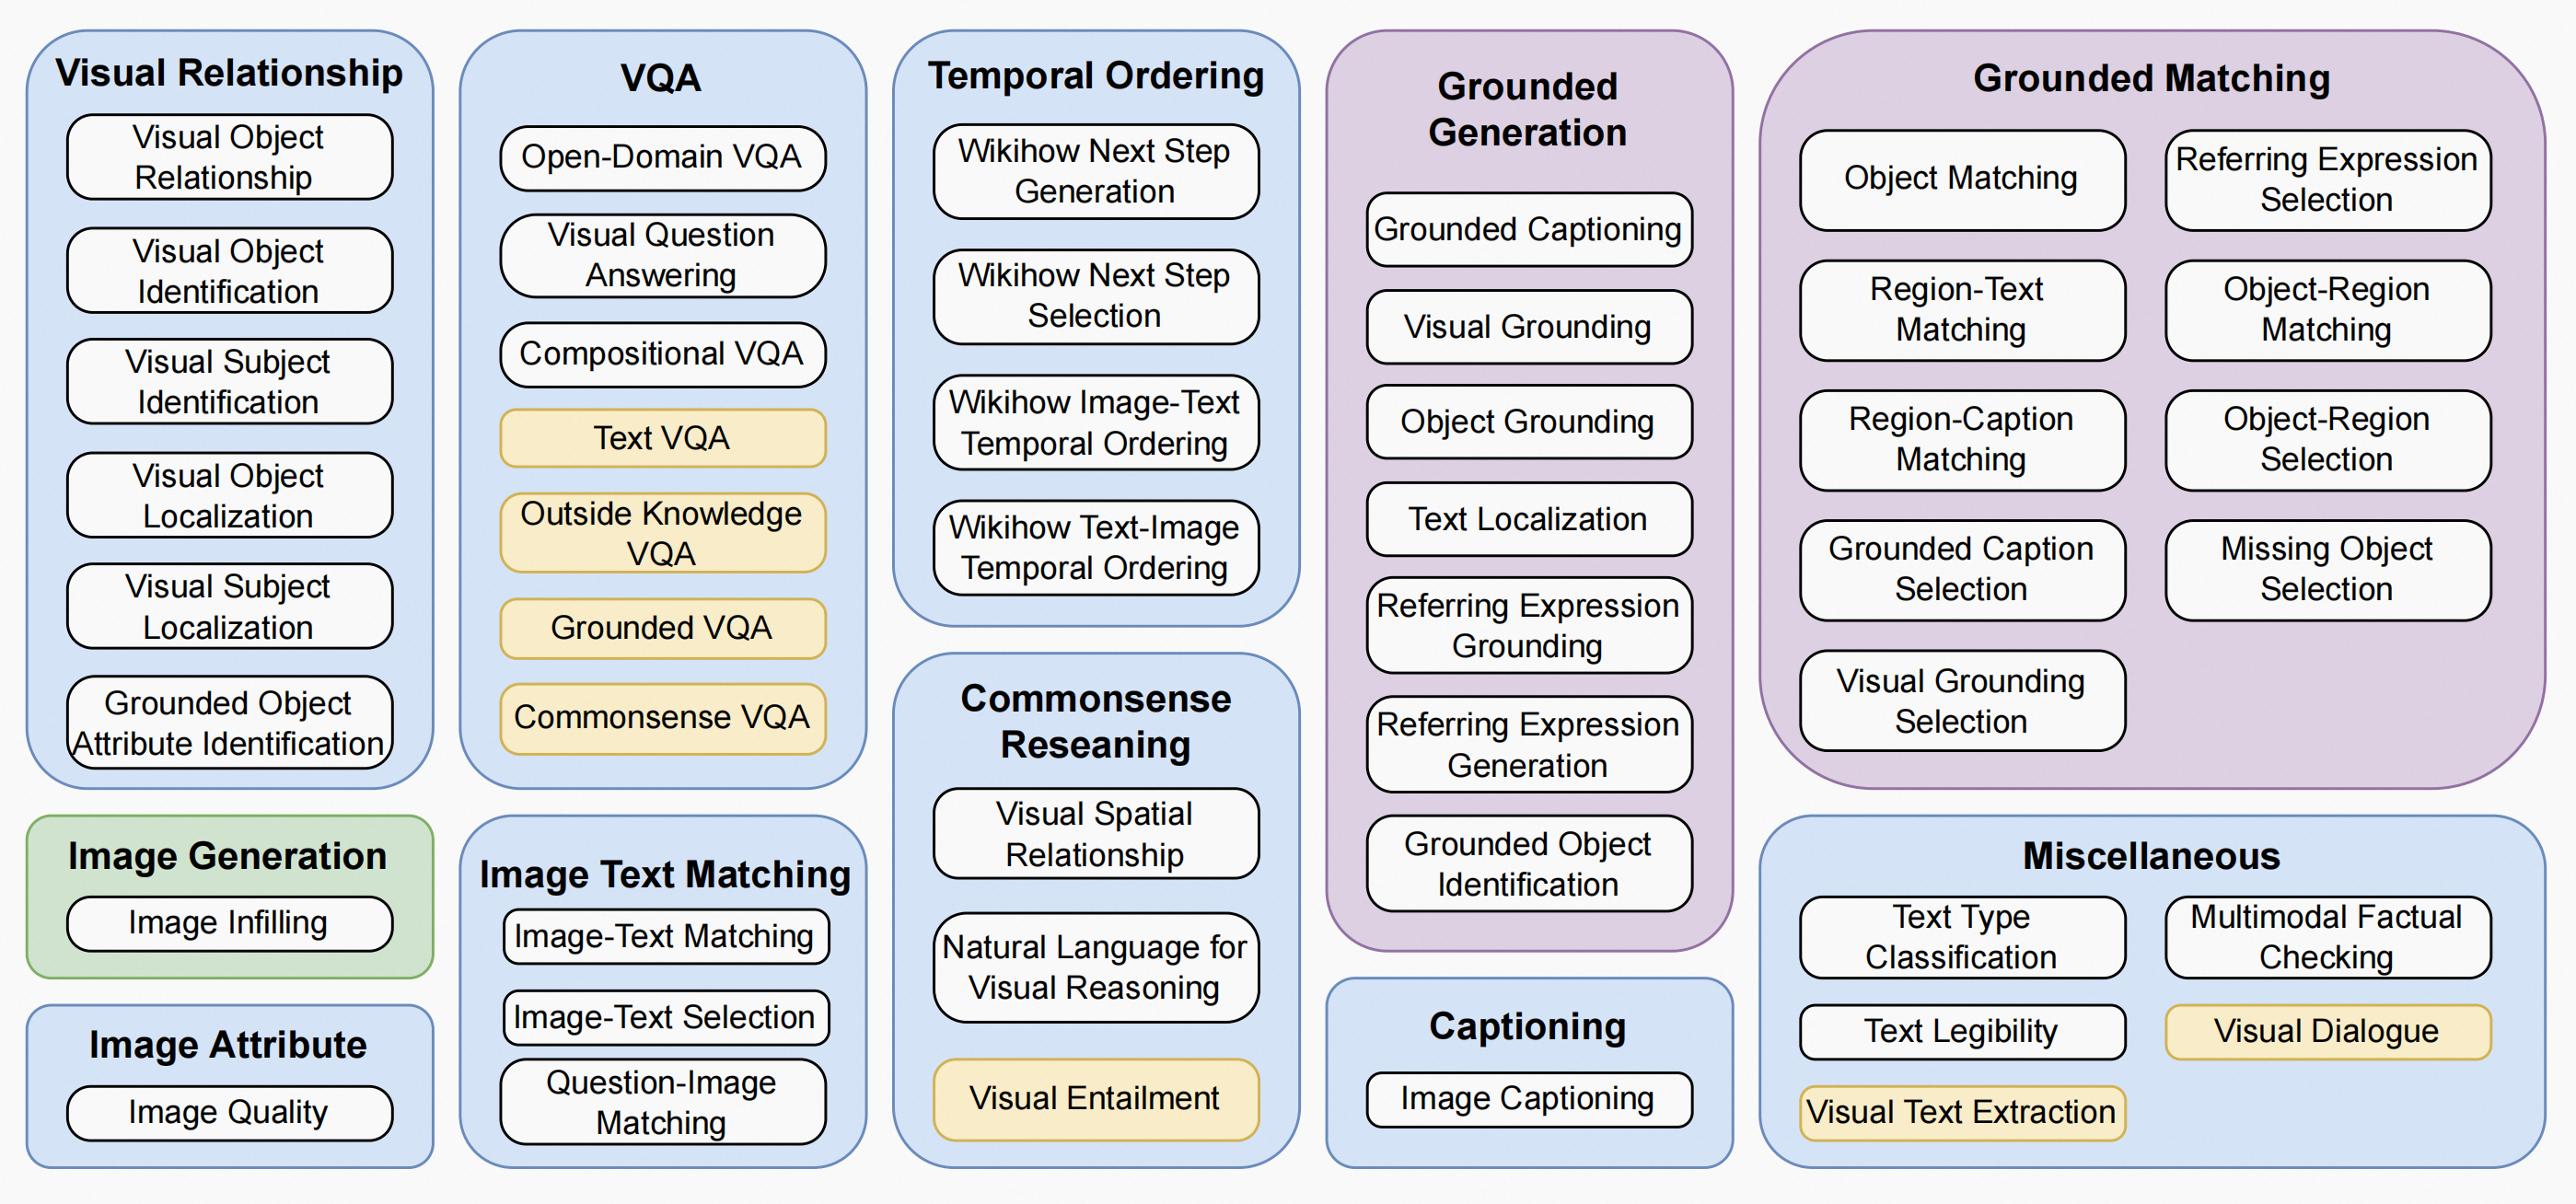 Visual Relationship
Visual Object
Relationship
Visual Object
Identification
Visual Subject
Identification
Visual Object
Localization
Visual Subject
Localization
Grounded Object
Attribute Identification
Image Generation
Image Infilling
Image Attribute
Image Quality
VQA
Open-Domain VQA
Visual Question
Answering
Compositional VQA
Text VQA
Outside Knowledge
VQA
Grounded VQA
Commonsense VQA
Image Text Matching
Image-Text Matching
Image-Text Selection
Question-Image
Matching
Temporal Ordering
Wikihow Next Step
Generation
Wikihow Next Step
Selection
Wikihow Image-Text
Temporal Ordering
Wikihow Text-Image
Temporal Ordering
Commonsense
Reseaning
Visual Spatial
Relationship
Natural Language for
Visual Reasoning
Visual Entailment
Grounded
Generation
Grounded Captioning
Visual Grounding
Object Grounding
Text Localization
Referring Expression
Grounding
Referring Expression
Generation
Grounded Object
Identification
Captioning
Image Captioning
Grounded Matching
Object Matching
Referring Expression
Selection
Region-Text
Matching
Object-Region
Matching
Region-Caption
Matching
Object-Region
Selection
Grounded Caption
Selection
Missing Object
Selection
Visual Grounding
Selection
Miscellaneous
Text Type
Classification
Multimodal Factual
Checking
Text Legibility
Visual Dialogue
Visual Text Extraction